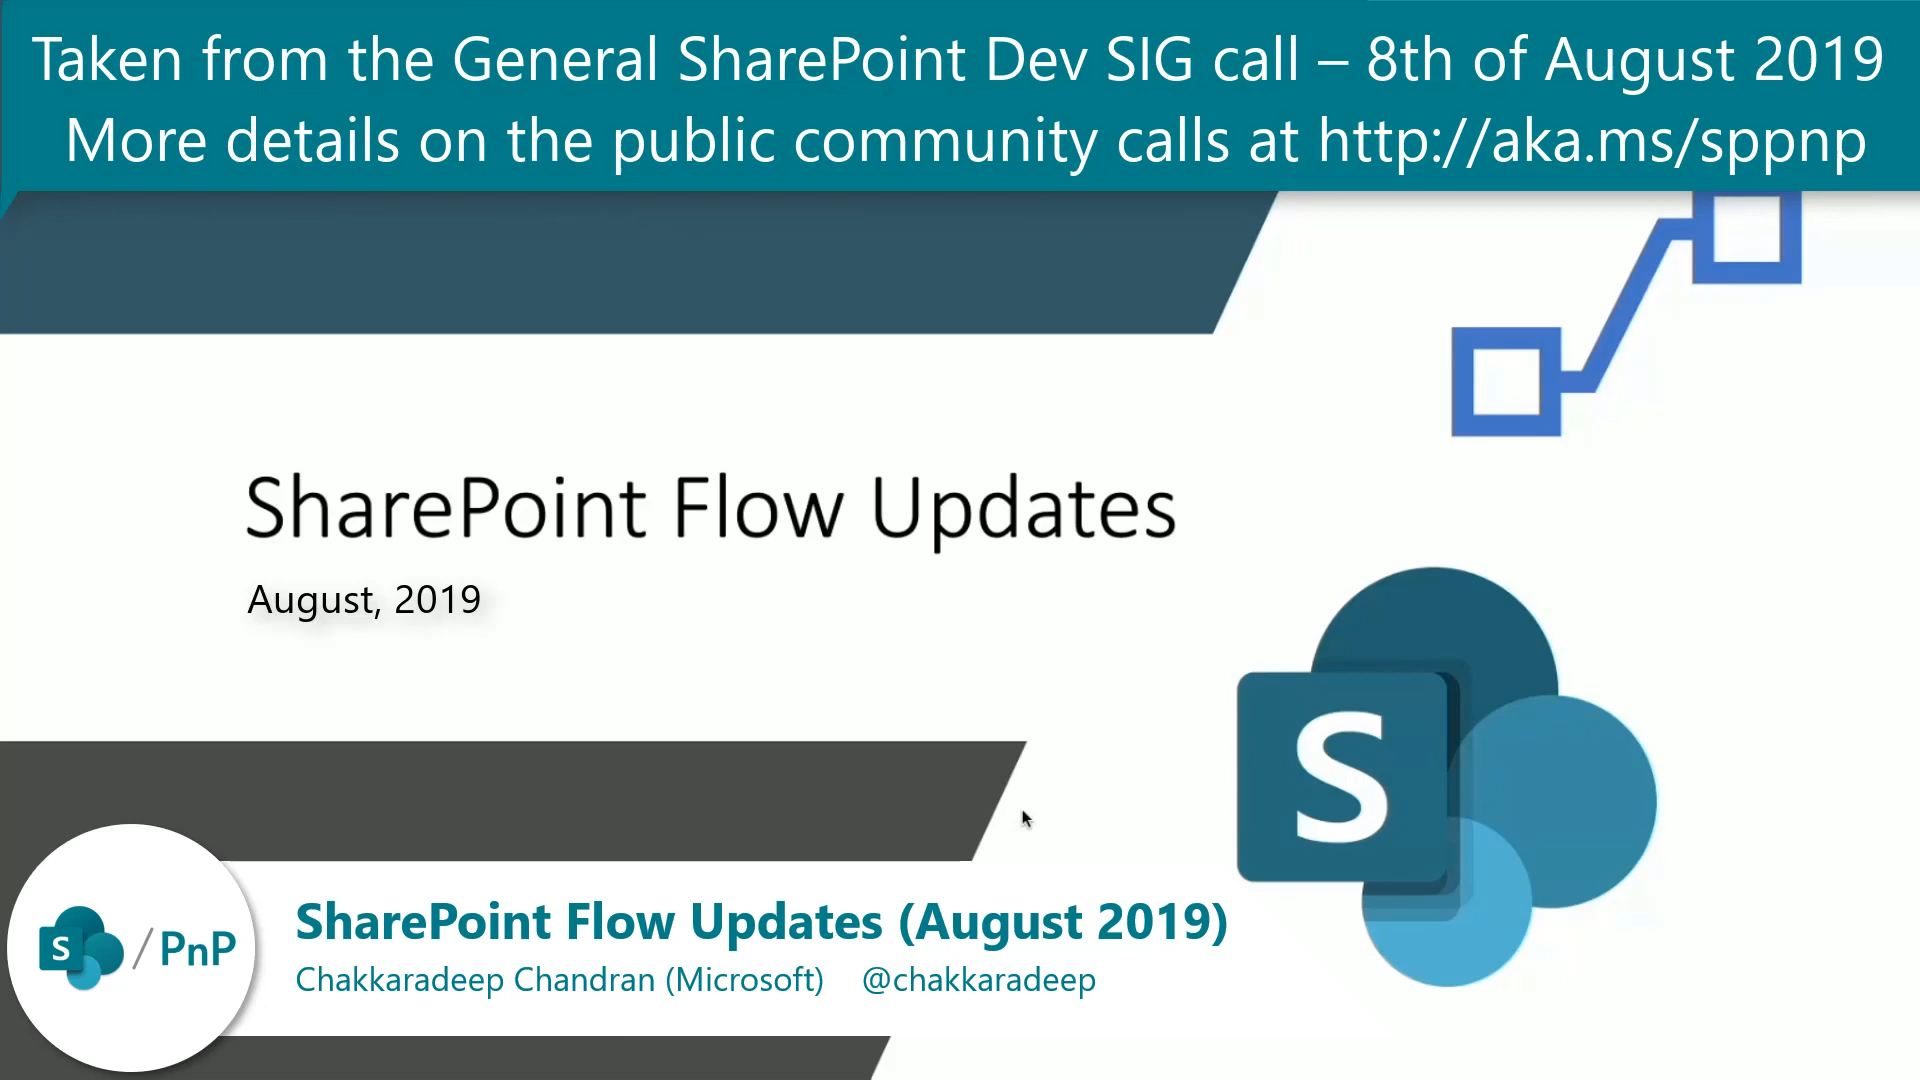 Taken from the General SharePoint Dev SIG call – 8th of August 2019
More details on the public community calls at http://aka.ms/sppnp
SharePoint Flow Updates
August, 2019
S
S / PnP
SharePoint Flow Updates (August 2019)
Chakkaradeep Chandran (Microsoft) @chakkaradeep